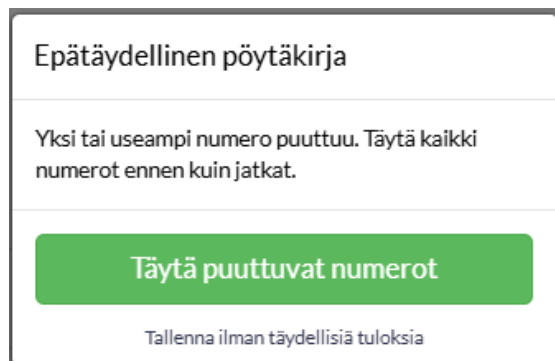 Epätäydellinen pöytäkirja
Yksi tai useampi numero puuttuu. Täytä kaikki
numerot ennen kuin jatkat.
Täytä puuttuvat numerot
Tallenna ilman täydellisiä tuloksia